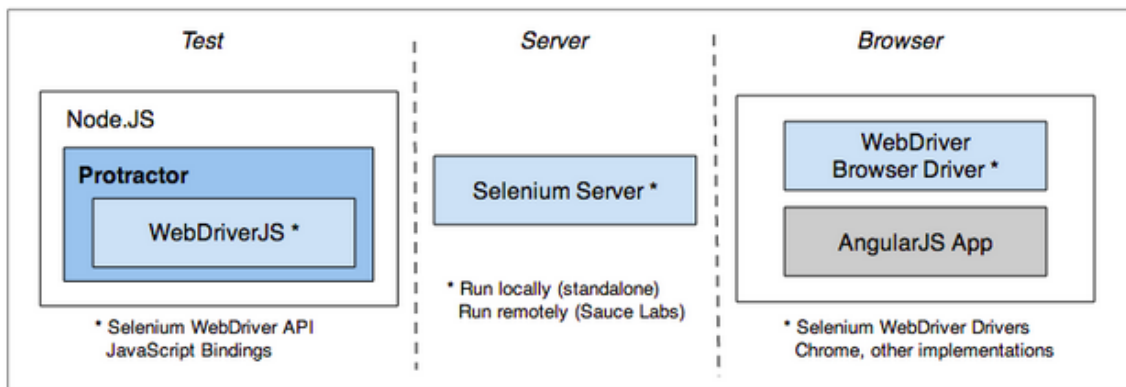 Test
Server
Browser
Node.JS
Protractor
WebDriverJS *
* Selenium WebDriver API
JavaScript Bindings
Selenium Server *
* Run locally (standalone)
Run remotely (Sauce Labs)
WebDriver
Browser Driver *
AngularJS App
* Selenium WebDriver Drivers
Chrome, other implementations